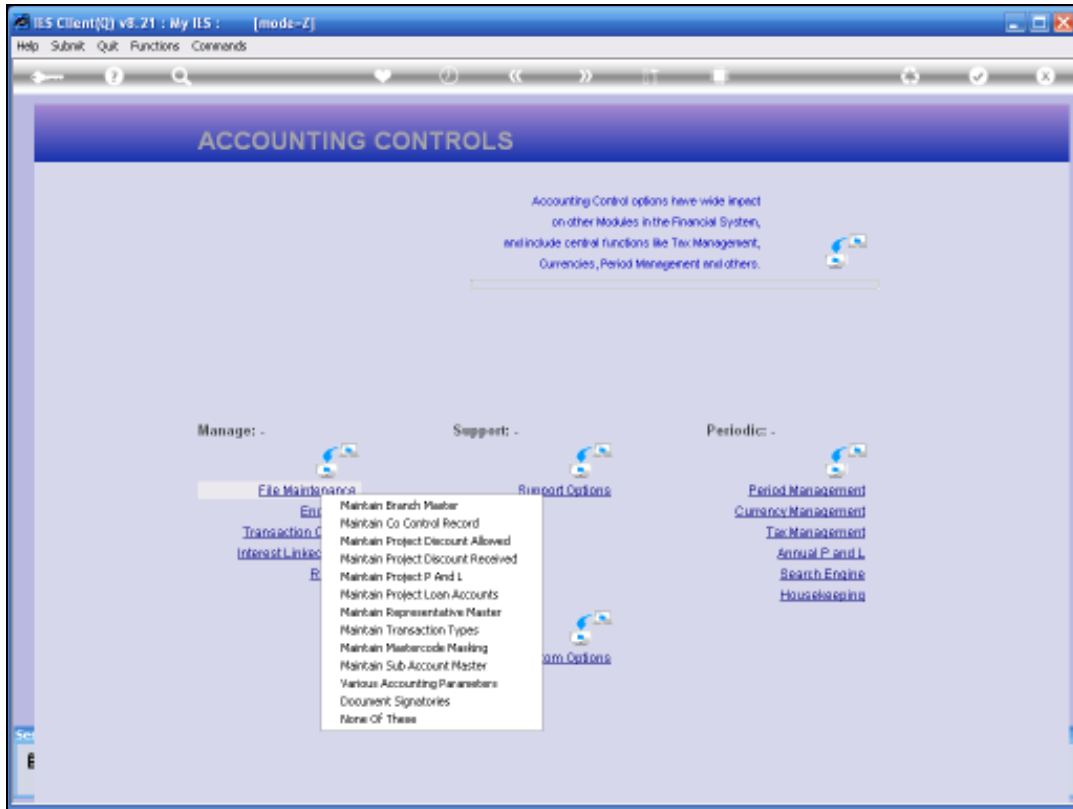 IES Client(Q) v8.21 : My IES : [mode=Z]
Help Submit Quit Functions Commands
ACCOUNTING CONTROLS
Accounting Control options have wide impact
on other Modules in the Financial System,
and include central functions like Tax Management,
Currencies, Period Management and others.
Manage: - Support: - Periodic: -
File Maintenance Support Options Period Management
Currency Management
Transaction Tax Management
Interest Linked Annual P and L
Search Engine
Housekeeping
Maintain Branch Master
Maintain Co Control Record
Maintain Project Discount Allowed
Maintain Project Discount Received
Maintain Project P And L
Maintain Project Loan Accounts
Maintain Representative Master
Maintain Transaction Types
Maintain Mastercode Masking
Maintain Sub Account Master
Various Accounting Parameters
Document Signatories
None Of These
Options